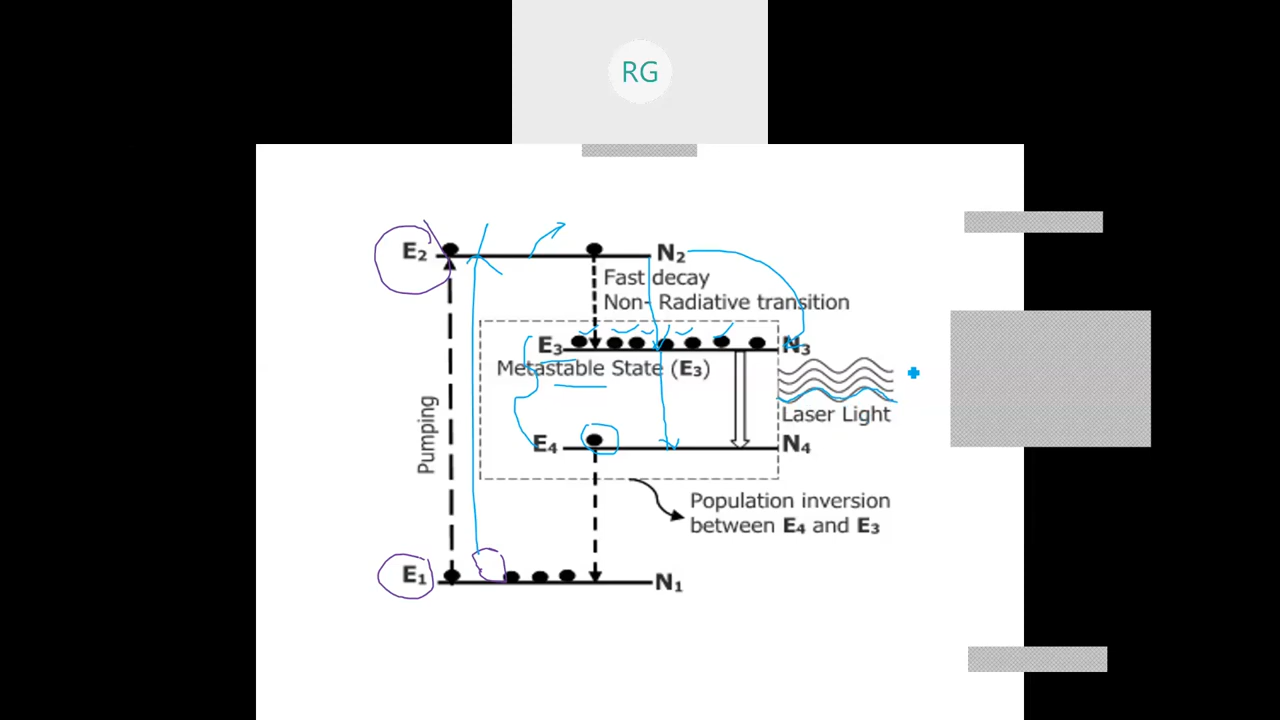 RG
E₂
N₂
Fast decay
Non- Radiative transition
E₃
N₃
Metastable State (E₃)
Laser Light
Pumping
E₄
N₄
Population inversion
between E₄ and E₃
E₁
N₁